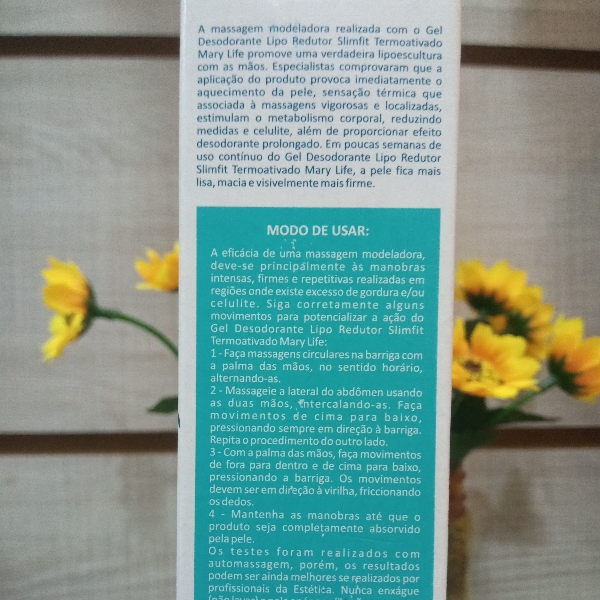 A massagem modeladora realizada com o Gel
Desodorante Lipo Redutor Slimfit Termoativado
Mary Life promove uma verdadeira lipoescultura
com as mãos. Especialistas comprovaram que a
aplicação do produto provoca imediatamente o
aquecimento da pele, sensação térmica que
associada à massagens vigorosas e localizadas,
estimulam o metabolismo corporal, reduzindo
medidas e celulite, além de proporcionar efeito
desodorante prolongado. Em poucas semanas de
uso contínuo do Gel Desodorante Lipo Redutor
Slimfit Termoativado Mary Life, a pele fica mais
lisa, macia e visivelmente mais firme.
MODO DE USAR:
A eficácia de uma massagem modeladora,
deve-se principalmente às manobras
intensas, firmes e repetitivas realizadas em
regiões onde existe excesso de gordura e/ou
celulite. Siga corretamente alguns
movimentos para potencializar a ação do
Gel Desodorante Lipo Redutor Slimfit
Termoativado Mary Life:
1 - Faça massagens circulares na barriga com
a palma das mãos, no sentido horário,
alternando-as.
2 - Massageie a lateral do abdômen usando
as duas mãos, intercalando-as. Faça
movimentos de cima para baixo,
pressionando sempre em direção à barriga.
Repita o procedimento do outro lado.
3 - Com a palma das mãos, faça movimentos
de fora para dentro e de cima para baixo,
pressionando a barriga. Os movimentos
devem ser em direção à virilha, friccionando
os dedos.
4 - Mantenha as manobras até que o
produto seja completamente absorvido
pela pele.
Os testes foram realizados com
automassagem, porém, os resultados
podem ser ainda melhores se realizados por
profissionais da Estética. Nunca enxágue